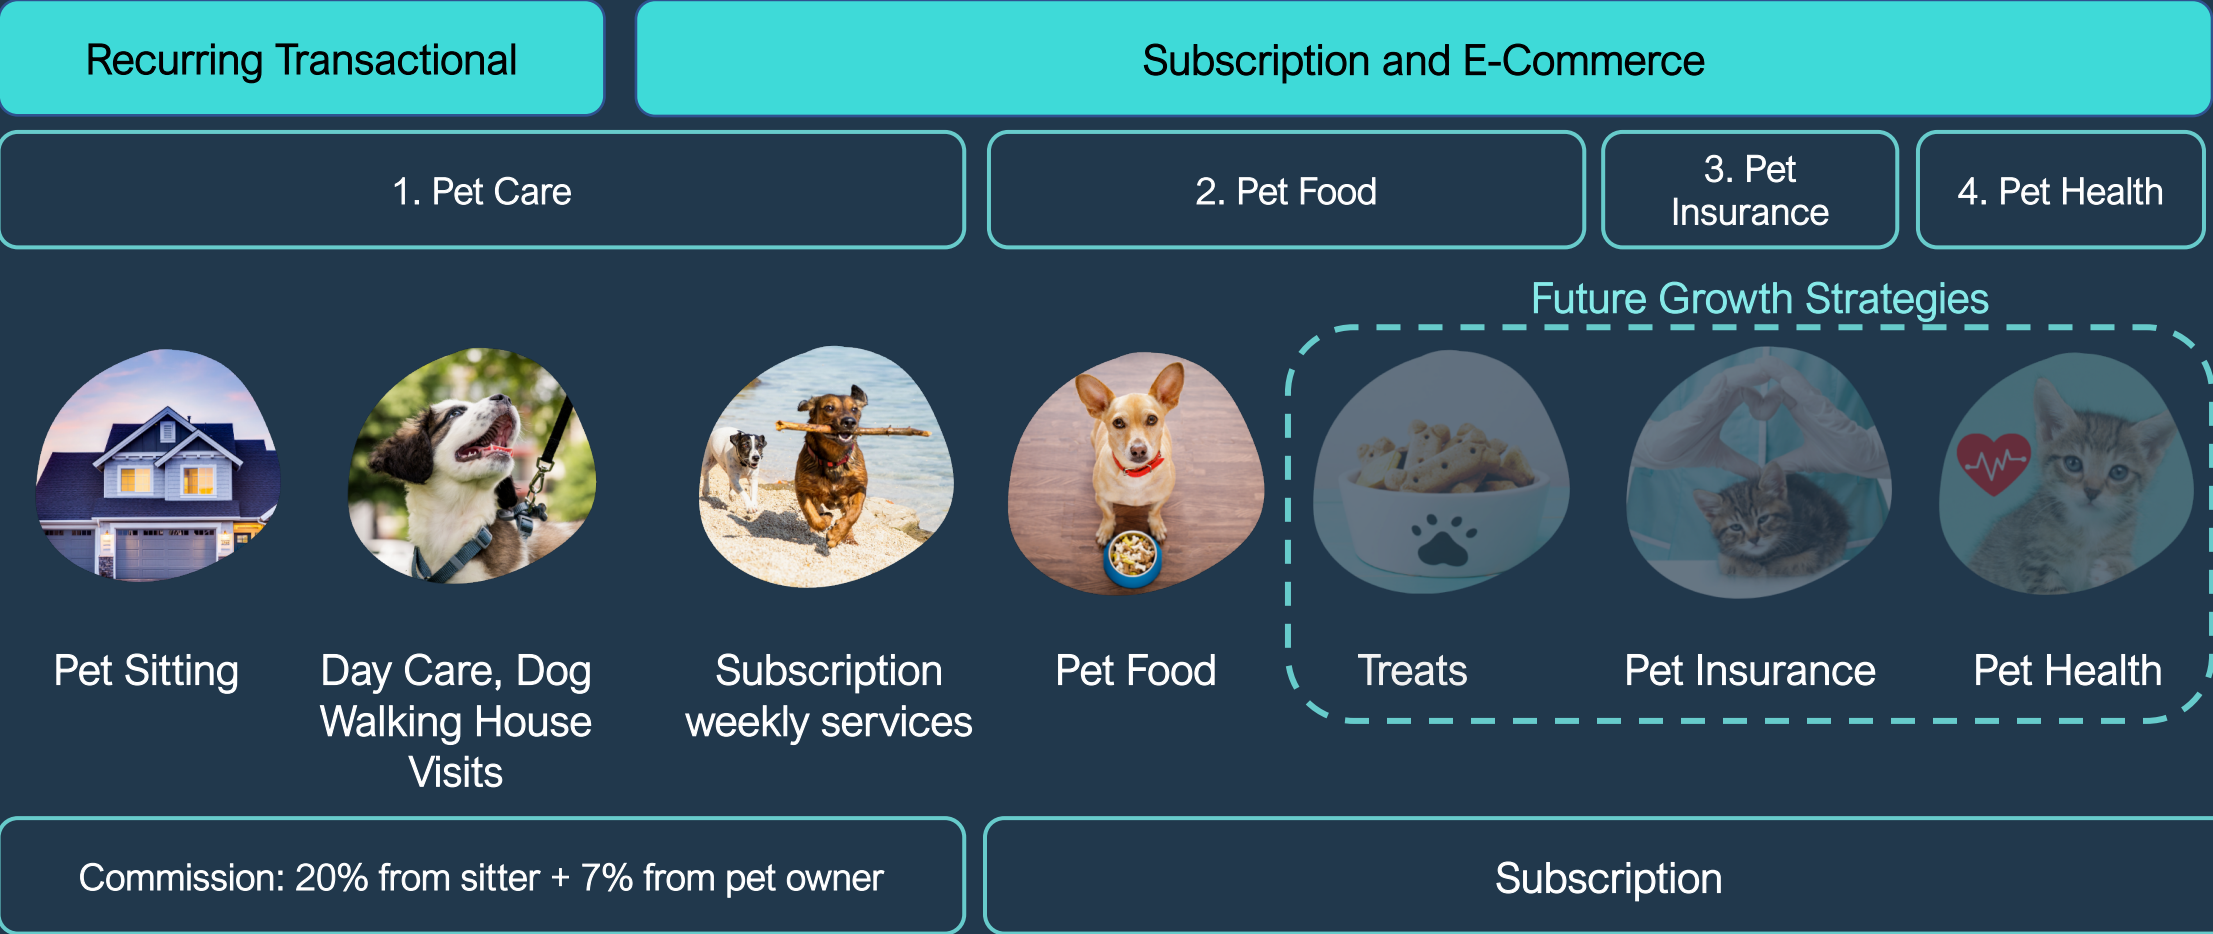 Recurring Transactional
Subscription and E-Commerce
1. Pet Care
2. Pet Food
3. Pet
Insurance
4. Pet Health
Future Growth Strategies
Pet Sitting
Day Care, Dog
Walking House
Visits
Subscription
weekly services
Pet Food
Treats
Pet Insurance
Pet Health
Commission: 20% from sitter + 7% from pet owner
Subscription